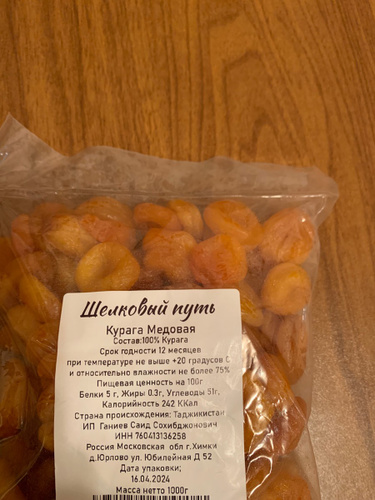 Шелковый путь
Курага Медовая
Состав:100% Курага
Срок годности 12 месяцев
при температуре не выше +20 градусов С
и относительно влажности не более 75%
Пищевая ценность на 100г
Белки 5 г, Жиры 0.3г, Углеводы 51г.
Калорийность 242 ККал
Страна происхождения: Таджикистан
ИП Ганиев Саид Сохибджонович
ИНН 760413136258
Россия Московская обл г.Химки
д.Юрлово ул. Юбилейная Д 52
Дата упаковки;
16.04.2024
Масса нетто 1000г